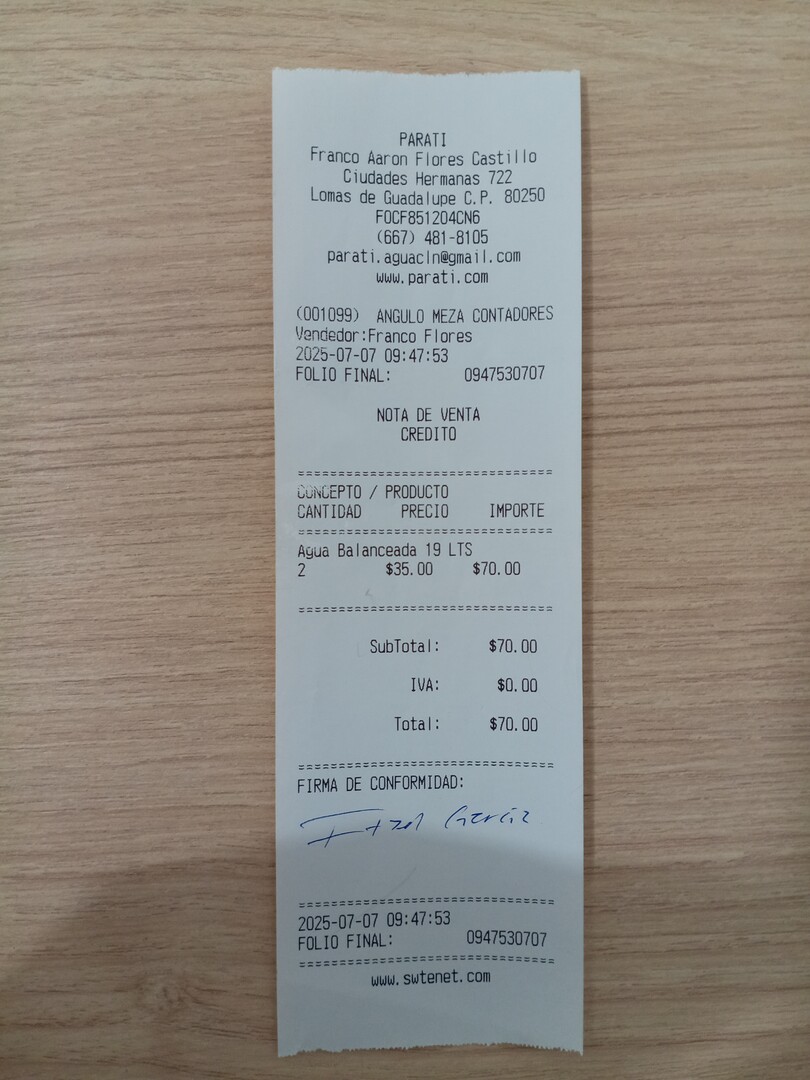 PARATI
Franco Aaron Flores Castillo
Ciudades Hermanas 722
Lomas de Guadalupe C.P. 80250
FOCF851204CN6
(667) 481-8105
parati.aguacln@gmail.com
www.parati.com
(001099) ANGULO MEZA CONTADORES
Vendedor:Franco Flores
2025-07-07 09:47:53
FOLIO FINAL: 0947530707
NOTA DE VENTA
CREDITO
================================
CONCEPTO / PRODUCTO
CANTIDAD PRECIO IMPORTE
================================
Agua Balanceada 19 LTS
2 $35.00 $70.00
================================
SubTotal: $70.00
IVA: $0.00
Total: $70.00
================================
FIRMA DE CONFORMIDAD:
García
================================
2025-07-07 09:47:53
FOLIO FINAL: 0947530707
================================
www.swtenet.com